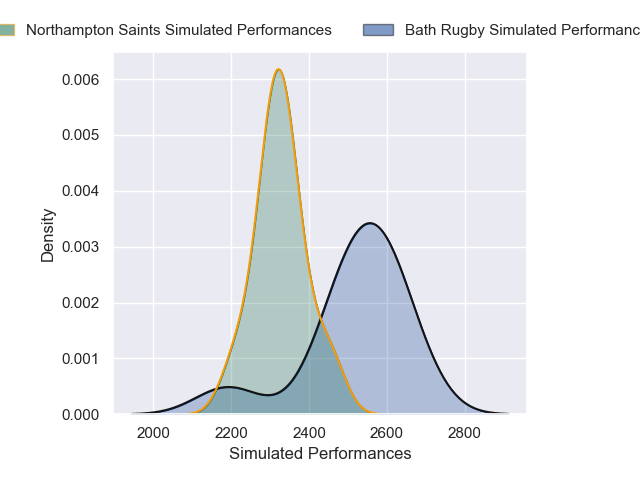 Northampton Saints Simulated Performances
Bath Rugby Simulated Performanc
0.006
0.005
0.004
0.003
0.002
0.001
0.000
Density
2000 2200 2400 2600 2800
Simulated Performances